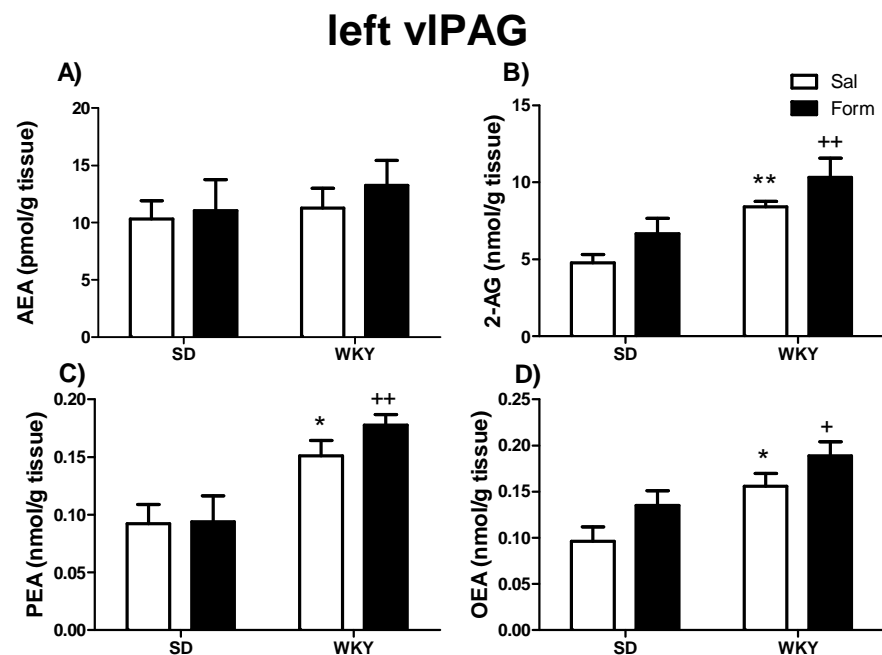 left vlPAG
A)
AEA (pmol/g tissue)
20
15
10
5
0
SD WKY
B)
Sal
Form
2-AG (nmol/g tissue)
15
10
5
0
**
++
SD WKY
C)
PEA (nmol/g tissue)
0.20
0.15
0.10
0.05
0.00
*
++
SD WKY
D)
OEA (nmol/g tissue)
0.25
0.20
0.15
0.10
0.05
0.00
*
+
SD WKY